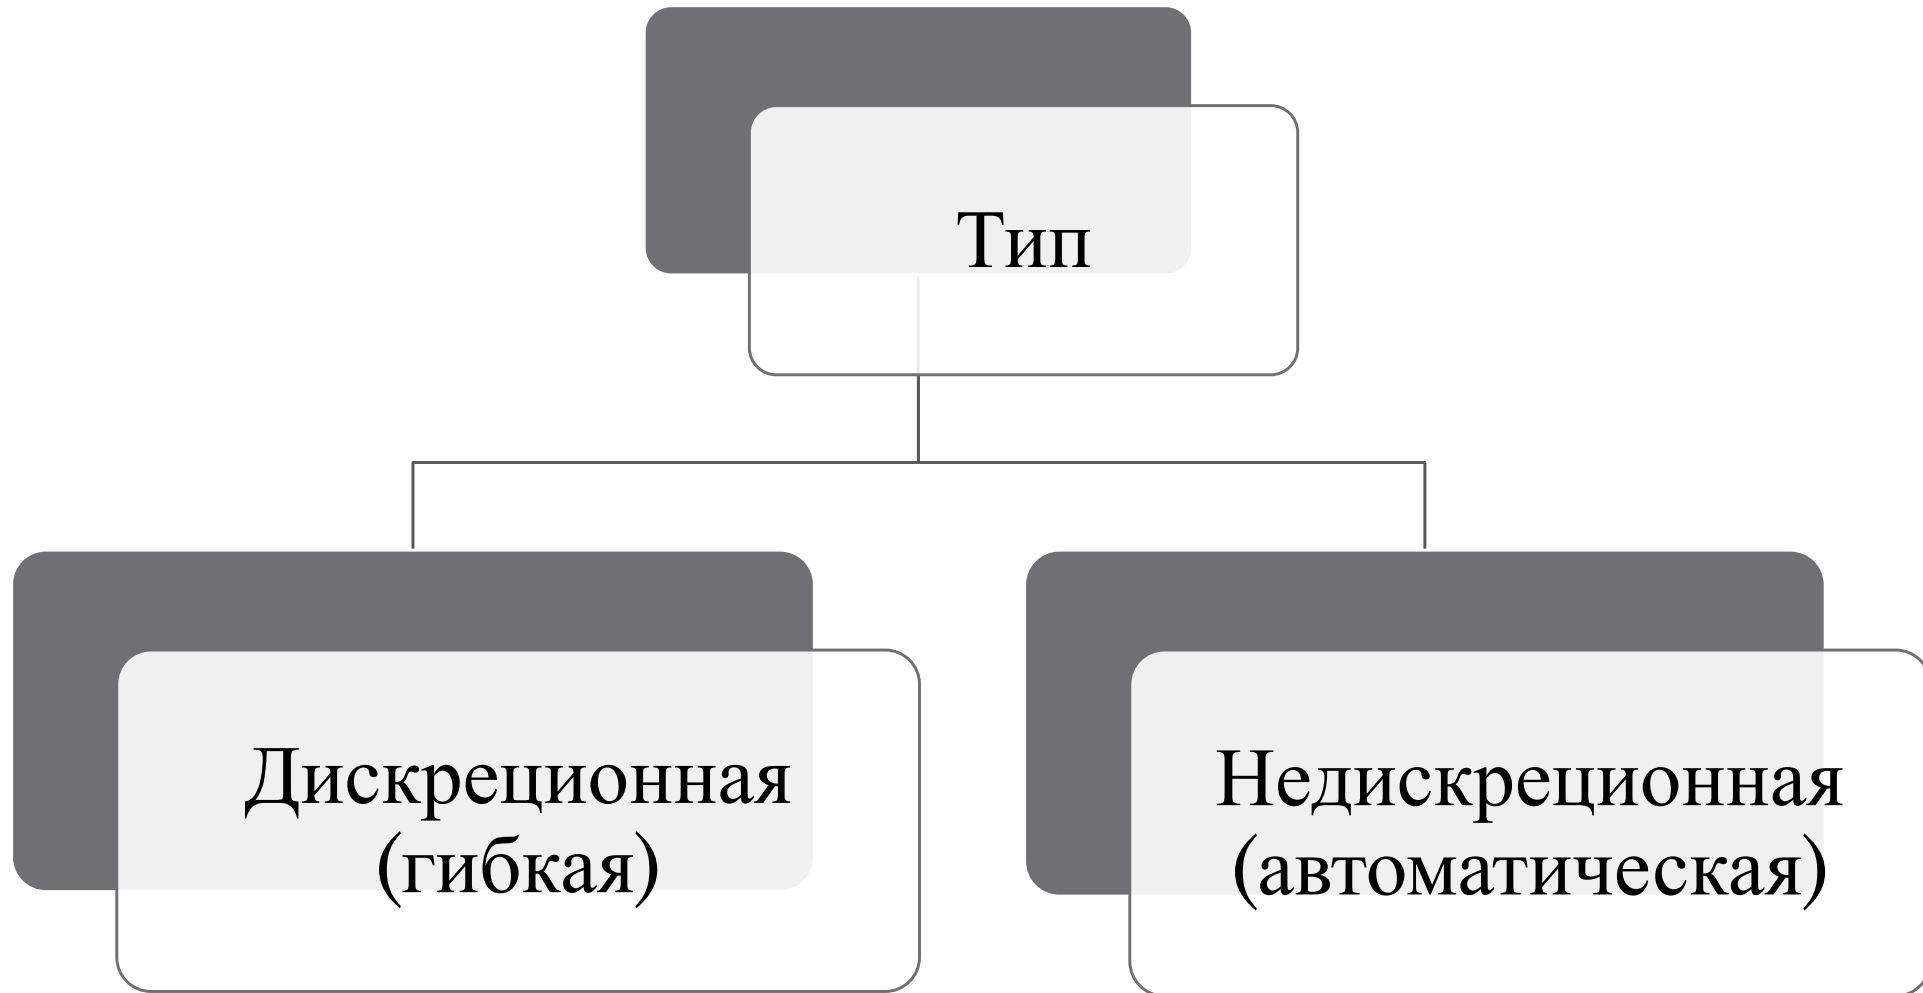 Тип
Дискреционная
(гибкая)
Недискреционная
(автоматическая)